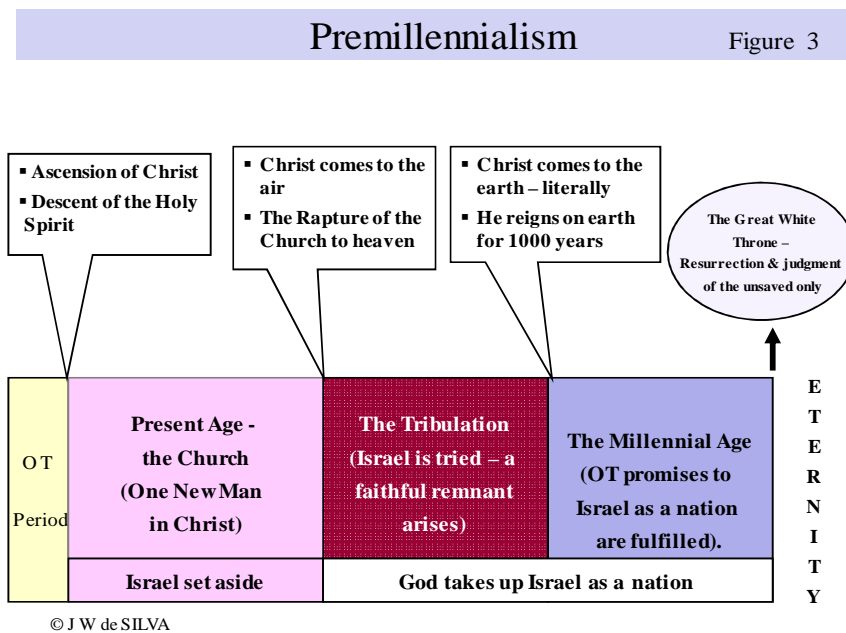 Premillennialism
Figure 3
▪ Ascension of Christ
▪ Descent of the Holy
Spirit
▪ Christ comes to the
air
▪ The Rapture of the
Church to heaven
▪ Christ comes to the
earth – literally
▪ He reigns on earth
for 1000 years
The Great White
Throne –
Resurrection & judgment
of the unsaved only
OT
Period
Present Age -
the Church
(One New Man
in Christ)
The Tribulation
(Israel is tried – a
faithful remnant
arises)
The Millennial Age
(OT promises to
Israel as a nation
are fulfilled).
E
T
E
R
N
I
T
Y
Israel set aside
God takes up Israel as a nation
© J W de SILVA